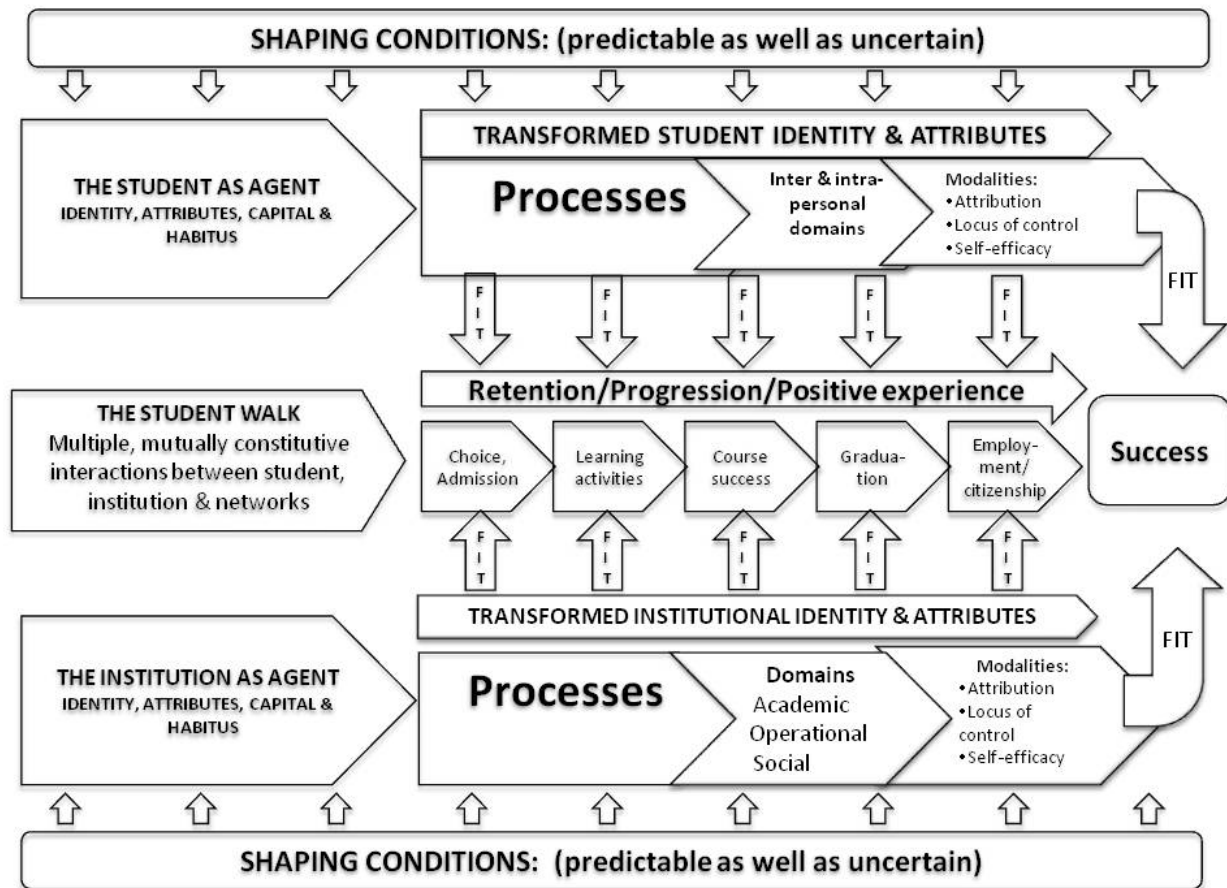 SHAPING CONDITIONS: (predictable as well as uncertain)
TRANSFORMED STUDENT IDENTITY & ATTRIBUTES
THE STUDENT AS AGENT
IDENTITY, ATTRIBUTES, CAPITAL &
HABITUS
Processes
Inter & intra-
personal
domains
Modalities:
•Attribution
•Locus of control
•Self-efficacy
FIT
F
I
T
F
I
T
F
I
T
F
I
T
F
I
T
Retention/Progression/Positive experience
THE STUDENT WALK
Multiple, mutually constitutive
interactions between student,
institution & networks
Choice,
Admission
Learning
activities
Course
success
Gradua-
tion
Employ-
ment/
citizenship
Success
F
I
T
F
I
T
F
I
T
F
I
T
F
I
T
TRANSFORMED INSTITUTIONAL IDENTITY & ATTRIBUTES
THE INSTITUTION AS AGENT
IDENTITY, ATTRIBUTES, CAPITAL &
HABITUS
Processes
Domains
Academic
Operational
Social
Modalities:
•Attribution
•Locus of
control
•Self-efficacy
FIT
SHAPING CONDITIONS: (predictable as well as uncertain)